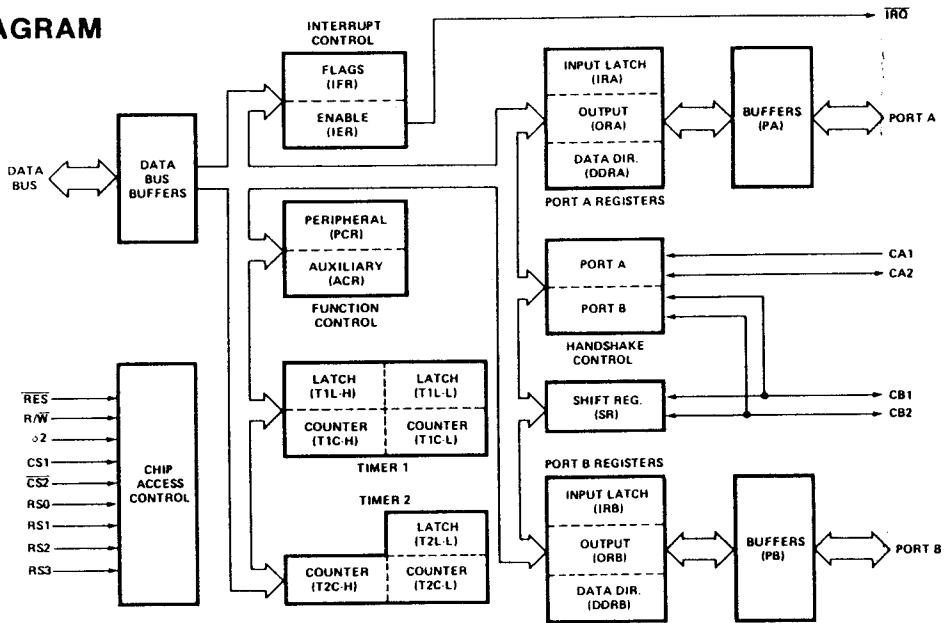 AGRAM
INTERRUPT
CONTROL
FLAGS
(IFR)
ENABLE
(IER)
IRQ
INPUT LATCH
(IRA)
OUTPUT
(ORA)
DATA DIR.
(DDRA)
PORT A REGISTERS
BUFFERS
(PA)
PORT A
DATA
BUS
DATA
BUS
BUFFERS
PERIPHERAL
(PCR)
AUXILIARY
(ACR)
FUNCTION
CONTROL
PORT A
PORT B
HANDSHAKE
CONTROL
CA1
CA2
LATCH
(T1L-H)
LATCH
(T1L-L)
COUNTER
(T1C-H)
COUNTER
(T1C-L)
TIMER 1
SHIFT REG.
(SR)
CB1
CB2
RES
R/W
φ2
CS1
CS2
RS0
RS1
RS2
RS3
CHIP
ACCESS
CONTROL
TIMER 2
LATCH
(T2L-L)
COUNTER
(T2C-H)
COUNTER
(T2C-L)
PORT B REGISTERS
INPUT LATCH
(IRB)
OUTPUT
(ORB)
DATA DIR.
(DDRB)
BUFFERS
(PB)
PORT B